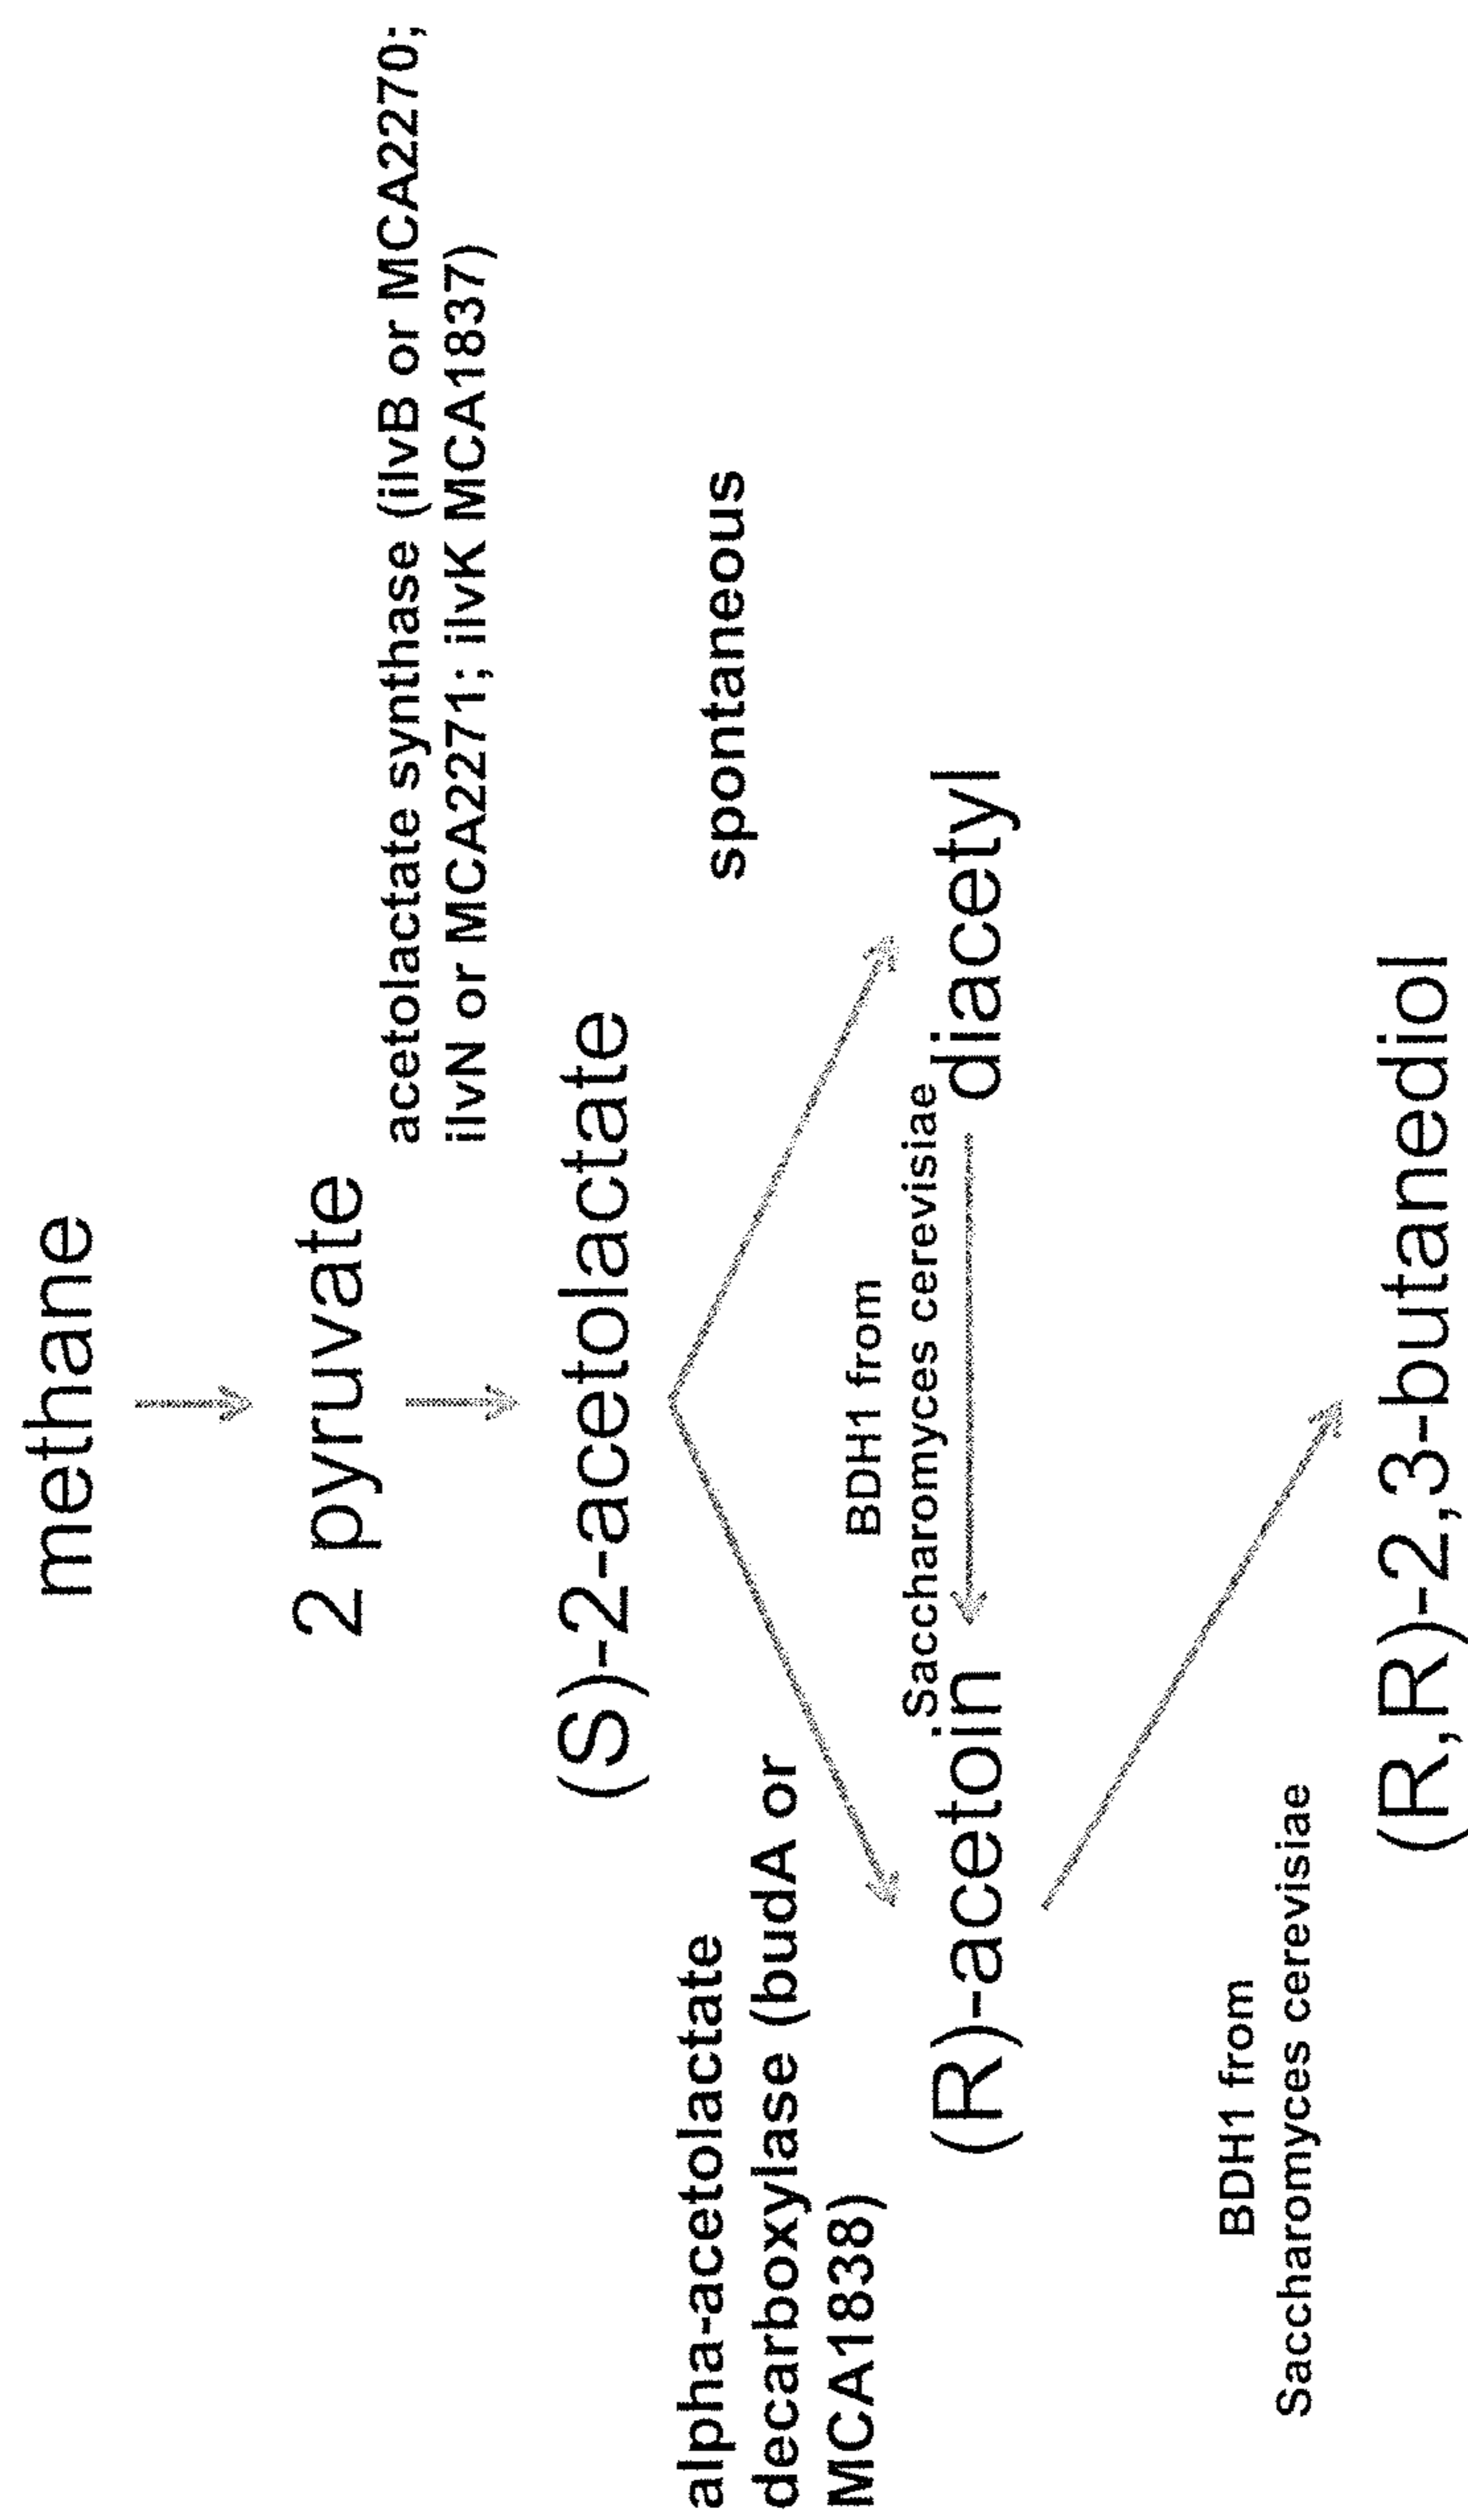 methane
2 pyruvate
acetolactate synthase (ilvB or MCA2270;
ilvN or MCA2271; ilvK MCA1837)
(S)-2-acetolactate
alpha-acetolactate
decarboxylase (budA or
MCA1838)
spontaneous
BDH1 from
Saccharomyces cerevisiae
(R)-acetoin
diacetyl
BDH1 from
Saccharomyces cerevisiae
(R,R)-2,3-butanediol